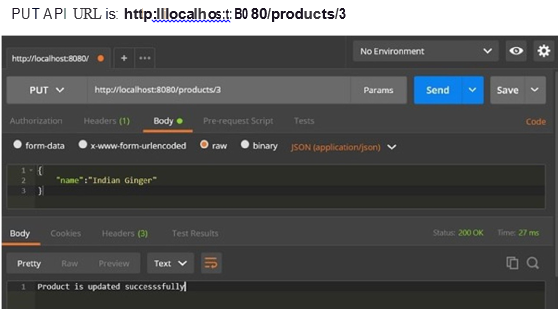 PUT API URL is: http:lllocalhos:t: B0 80/products/3
http://localhost:8080/ + ••• No Environment
PUT http://localhost:8080/products/3 Params Send Save
Authorization Headers (1) Body Pre-request Script Tests Code
form-data x-www-form-urlencoded raw binary JSON (application/json)
1 {
2 "name":"Indian Ginger"
3 }
Body Cookies Headers (3) Test Results Status: 200 OK Time: 27 ms
Pretty Raw Preview Text
1 Product is updated successsfully